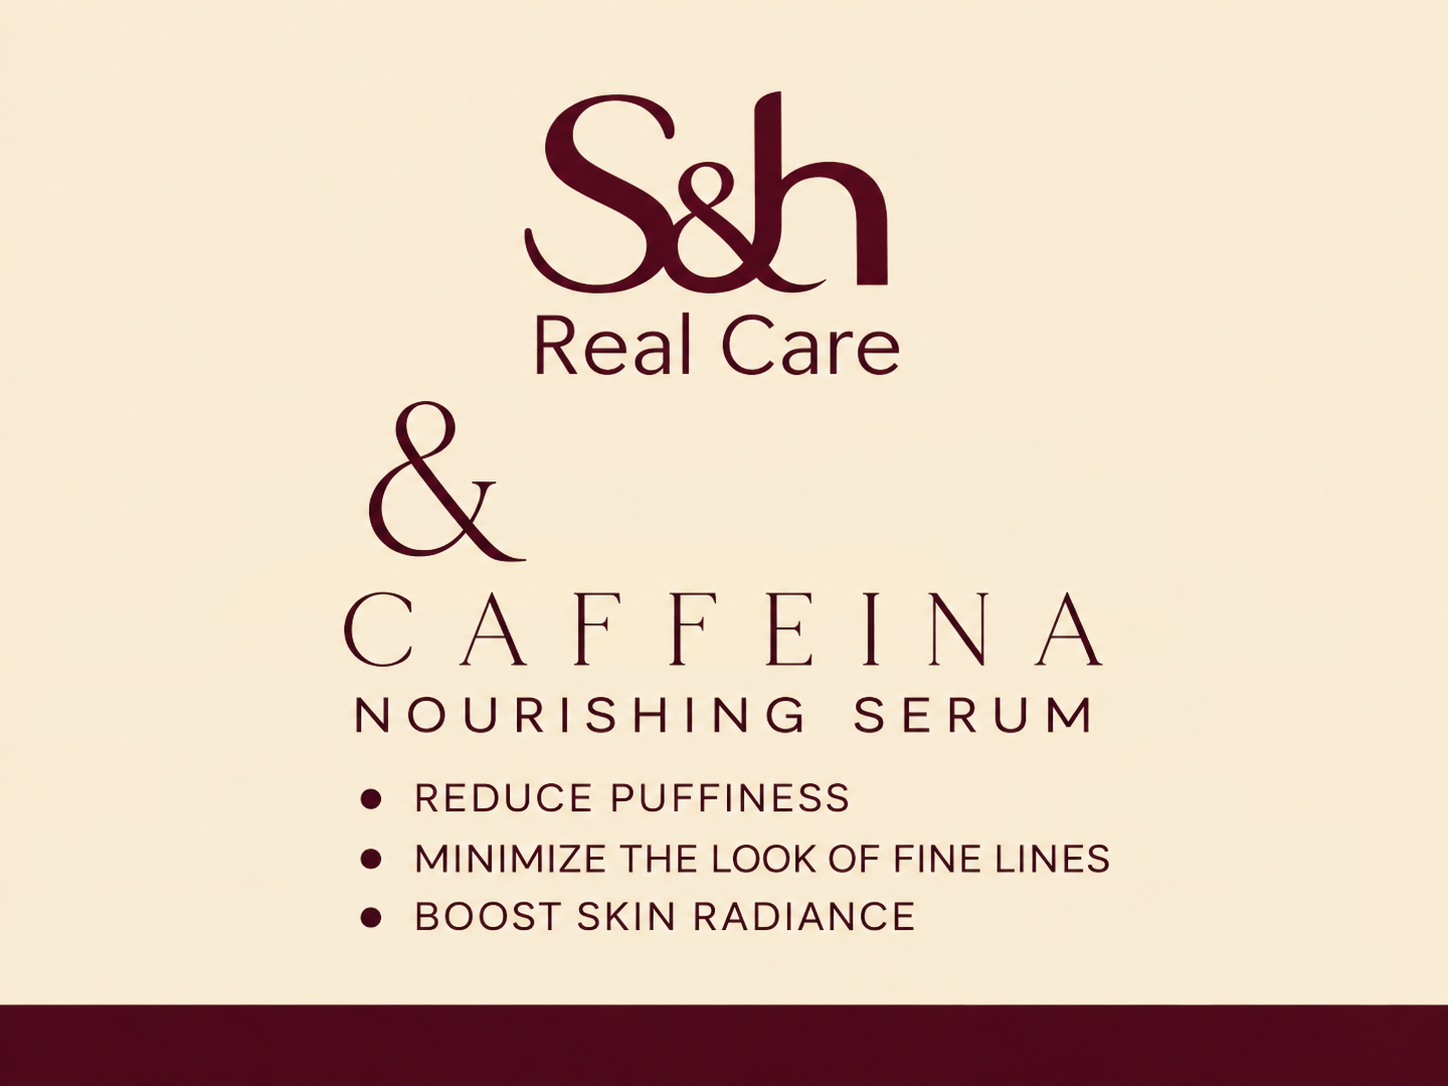 S&h
Real Care
&
CAFFEINA
NOURISHING SERUM
● REDUCE PUFFINESS
● MINIMIZE THE LOOK OF FINE LINES
● BOOST SKIN RADIANCE